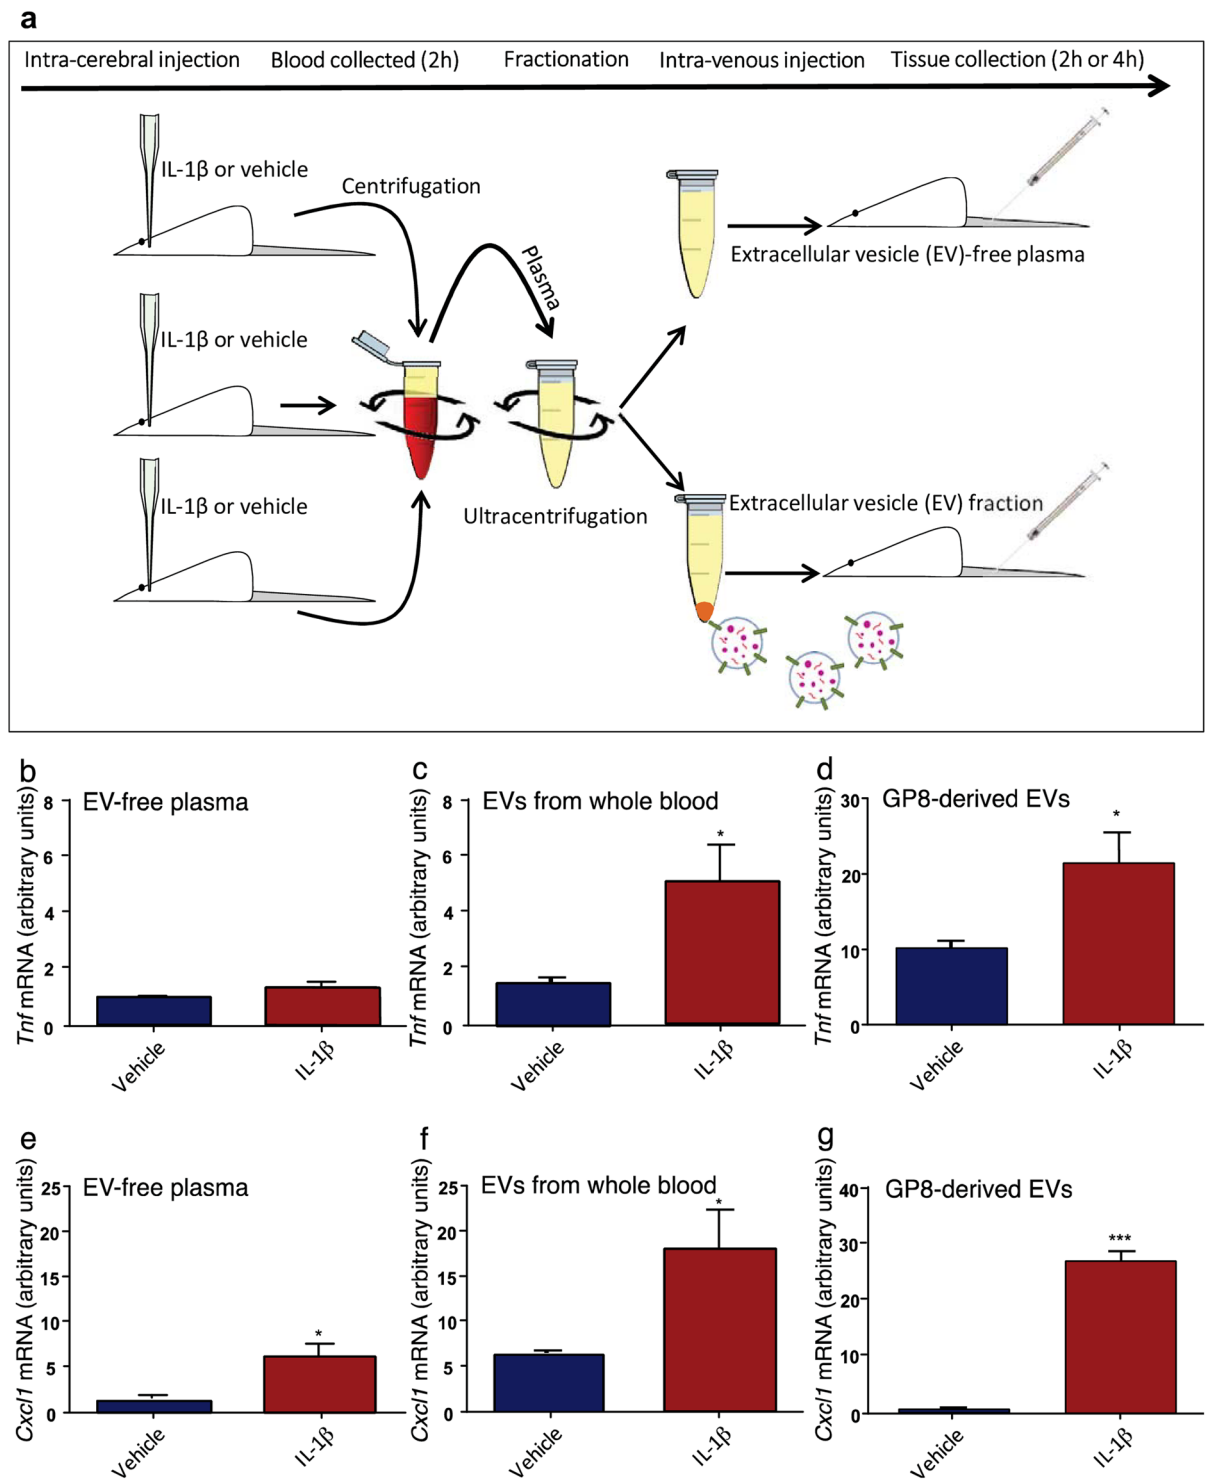 a
Intra-cerebral injection Blood collected (2h) Fractionation Intra-venous injection Tissue collection (2h or 4h)
IL-1β or vehicle
Centrifugation
IL-1β or vehicle
IL-1β or vehicle
Plasma
Ultracentrifugation
Extracellular vesicle (EV)-free plasma
Extracellular vesicle (EV) fraction
b
EV-free plasma
Tnf mRNA (arbitrary units)
8
6
4
2
0
Vehicle
IL-1β
c
EVs from whole blood
Tnf mRNA (arbitrary units)
8
6
4
2
0
*
Vehicle
IL-1β
d
GP8-derived EVs
Tnf mRNA (arbitrary units)
30
20
10
0
*
Vehicle
IL-1β
e
EV-free plasma
Cxcl1 mRNA (arbitrary units)
25
20
15
10
5
0
*
Vehicle
IL-1β
f
EVs from whole blood
Cxcl1 mRNA (arbitrary units)
25
20
15
10
5
0
*
Vehicle
IL-1β
g
GP8-derived EVs
Cxcl1 mRNA (arbitrary units)
40
30
20
10
0
***
Vehicle
IL-1β